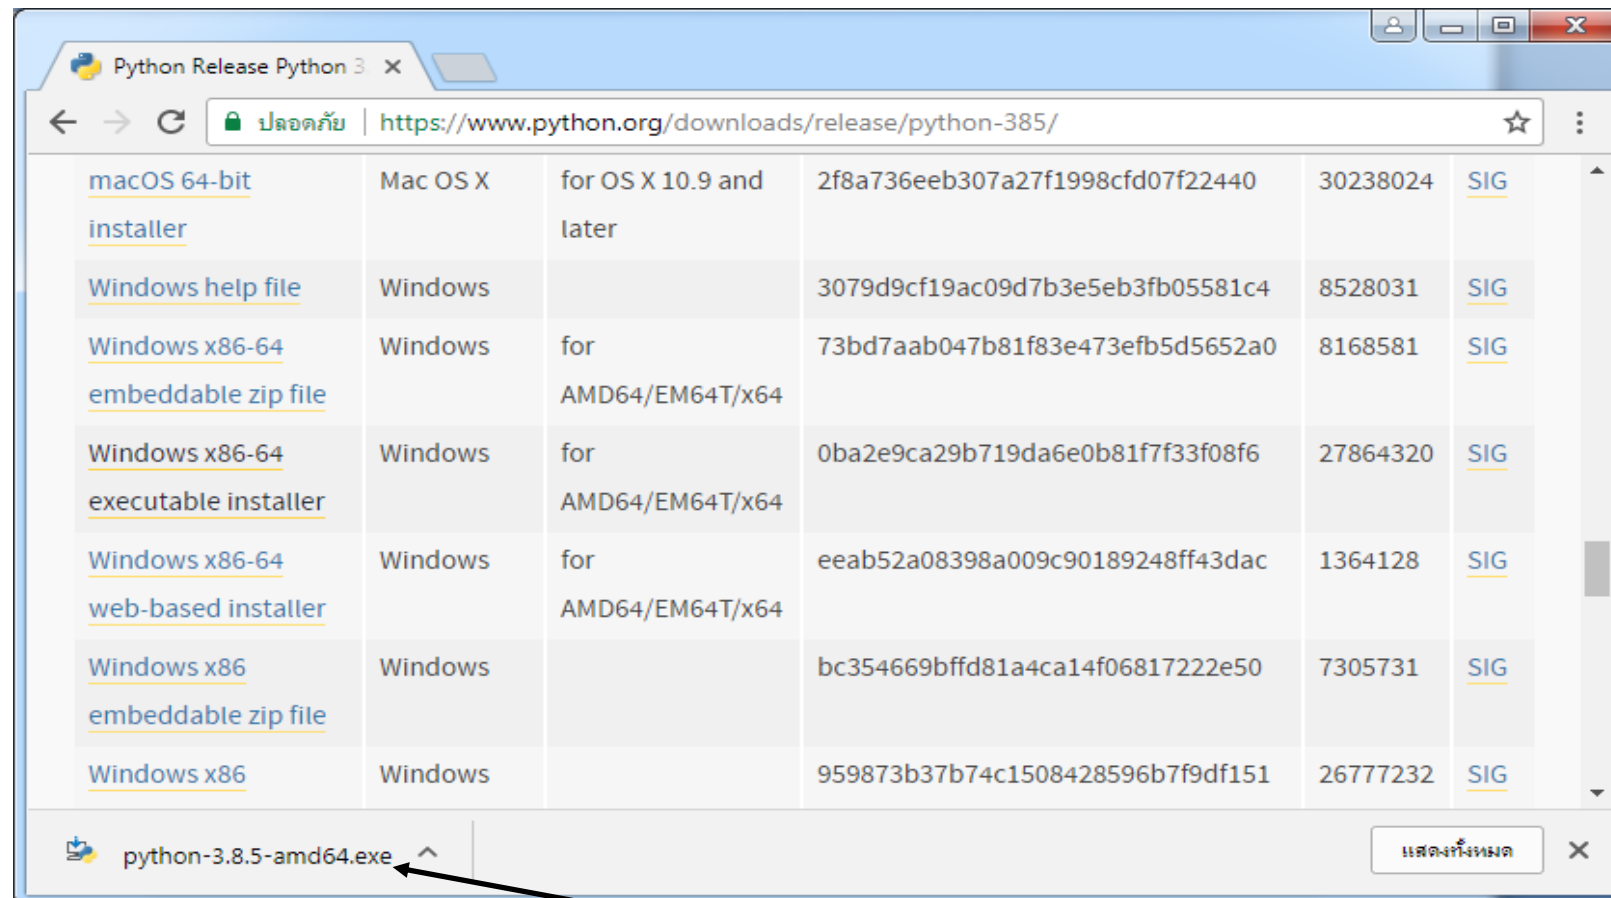 Python Release Python 3
ปลอดภัย | https://www.python.org/downloads/release/python-385/
macOS 64-bit Mac OS X for OS X 10.9 and 2f8a736eeb307a27f1998cfd07f22440 30238024 SIG
installer later
Windows help file Windows 3079d9cf19ac09d7b3e5eb3fb05581c4 8528031 SIG
Windows x86-64 Windows for 73bd7aab047b81f83e473efb5d5652a0 8168581 SIG
embeddable zip file AMD64/EM64T/x64
Windows x86-64 Windows for 0ba2e9ca29b719da6e0b81f7f33f08f6 27864320 SIG
executable installer AMD64/EM64T/x64
Windows x86-64 Windows for eeab52a08398a009c90189248ff43dac 1364128 SIG
web-based installer AMD64/EM64T/x64
Windows x86 Windows bc354669bffd81a4ca14f06817222e50 7305731 SIG
embeddable zip file
Windows x86 Windows 959873b37b74c1508428596b7f9df151 26777232 SIG
python-3.8.5-amd64.exe แสดงทั้งหมด